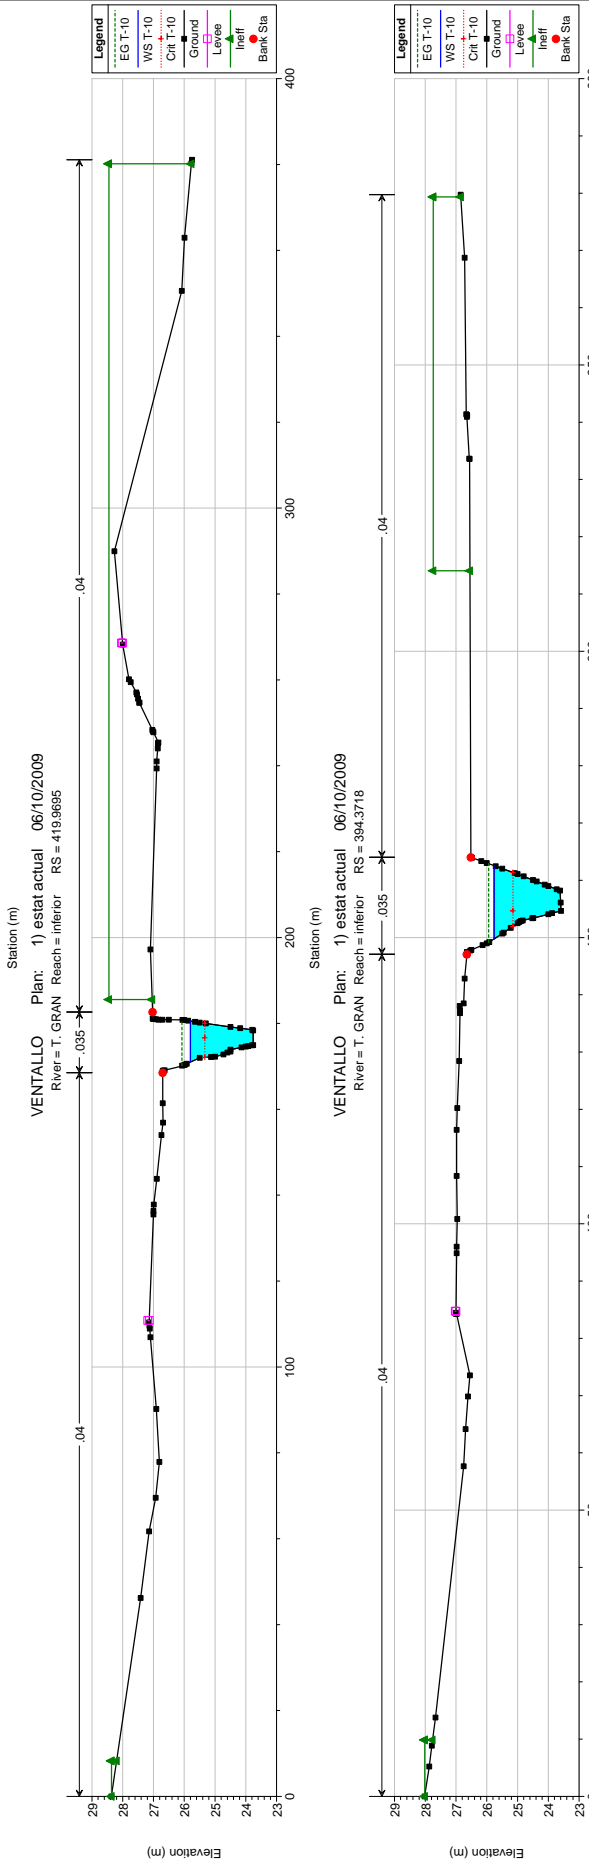 Station (m)
VENTALLO Plan: 1) estat actual 06/10/2009
River = T. GRAN Reach = inferior RS = 419.9695
.04
.035
.04
Legend
EG T-10
WS T-10
Crit T-10
Ground
Levee
Ineff
Bank Sta
29
28
27
26
25
24
23
Elevation (m)
0
100
200
300
400
Station (m)
VENTALLO Plan: 1) estat actual 06/10/2009
River = T. GRAN Reach = inferior RS = 394.3718
.04
.035
.04
Legend
EG T-10
WS T-10
Crit T-10
Ground
Levee
Ineff
Bank Sta
29
28
27
26
25
24
23
Elevation (m)